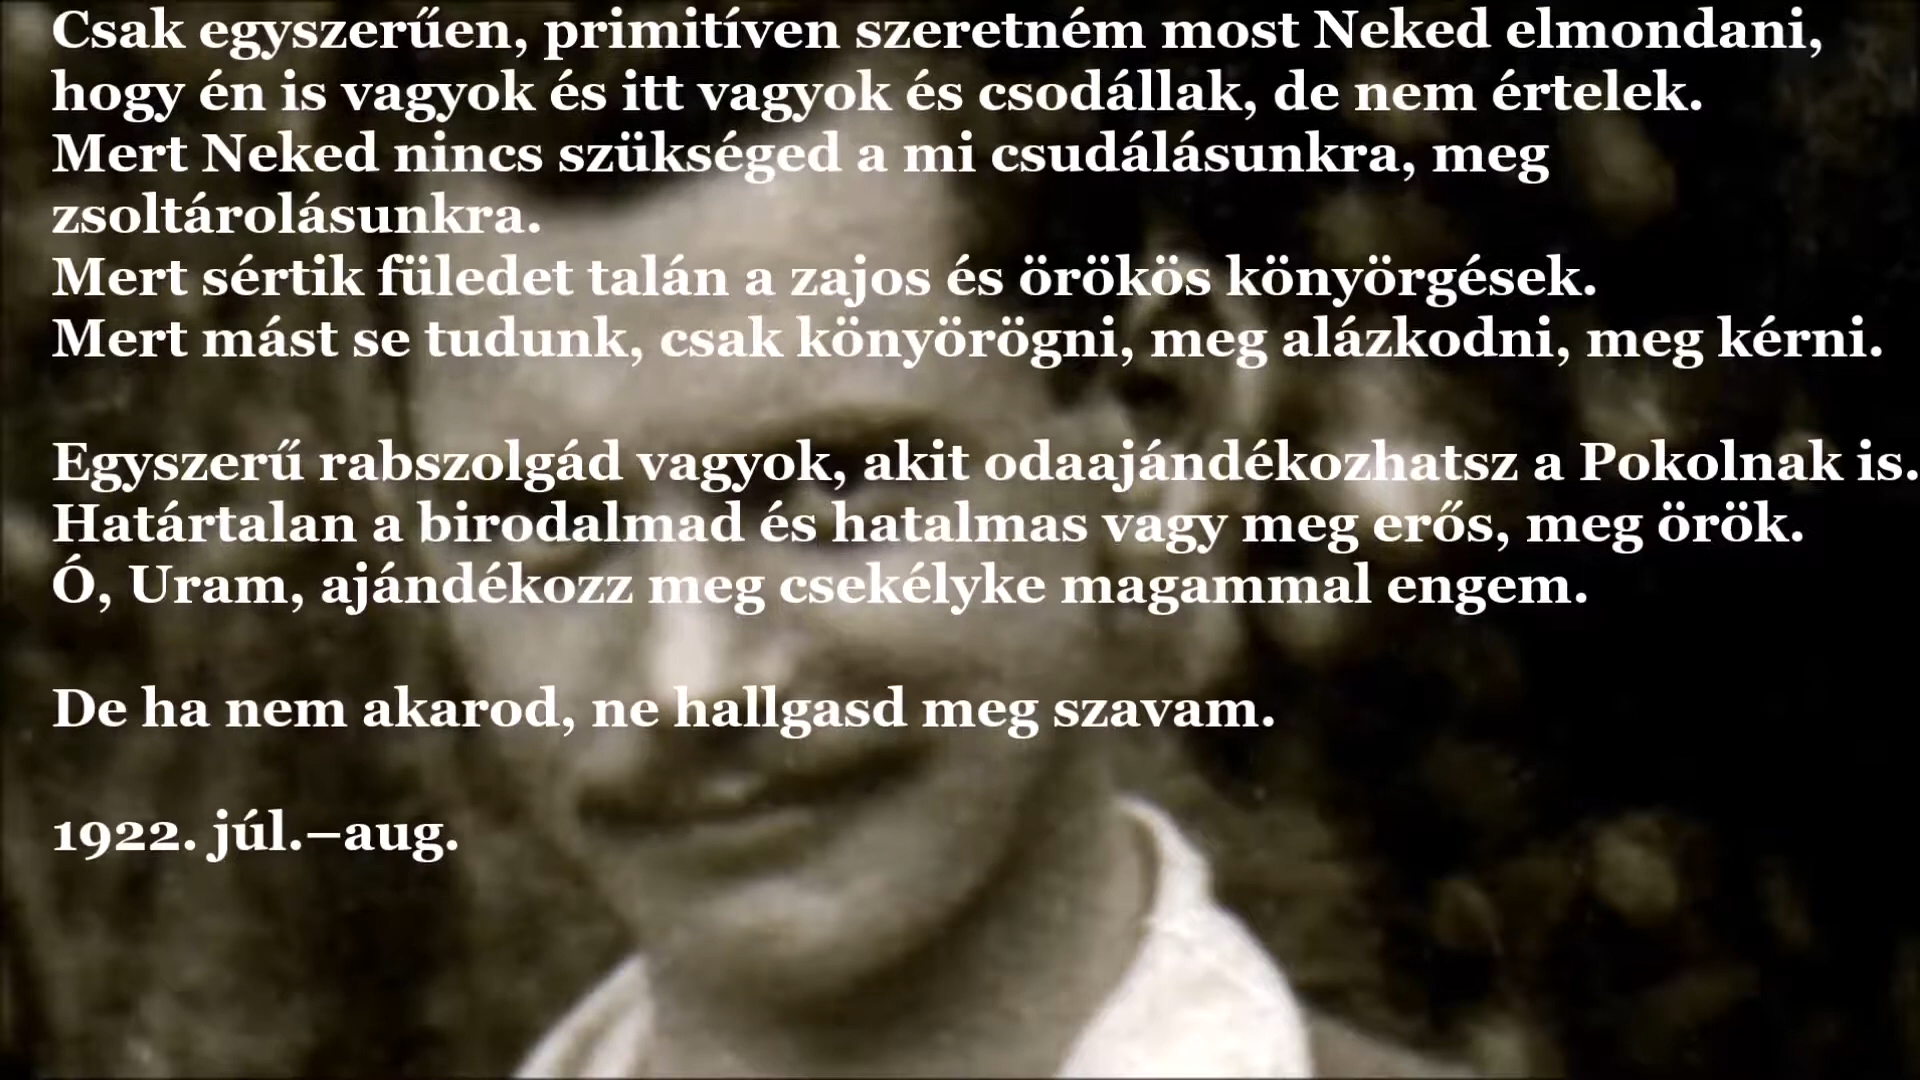 Csak egyszerűen, primitíven szeretném most Neked elmondani,
hogy én is vagyok és itt vagyok és csodállak, de nem értelek.
Mert Neked nincs szükséged a mi csudálásunkra, meg
zsoltárolásunkra.
Mert sértik füledet talán a zajos és örökös könyörgések.
Mert mást se tudunk, csak könyörögni, meg alázkodni, meg kérni.
Egyszerű rabszolgád vagyok, akit odaajándékozhatsz a Pokolnak is.
Határtalan a birodalmad és hatalmas vagy meg erős, meg örök.
Ó, Uram, ajándékozz meg csekélyke magammal engem.
De ha nem akarod, ne hallgasd meg szavam.
1922. júl.–aug.